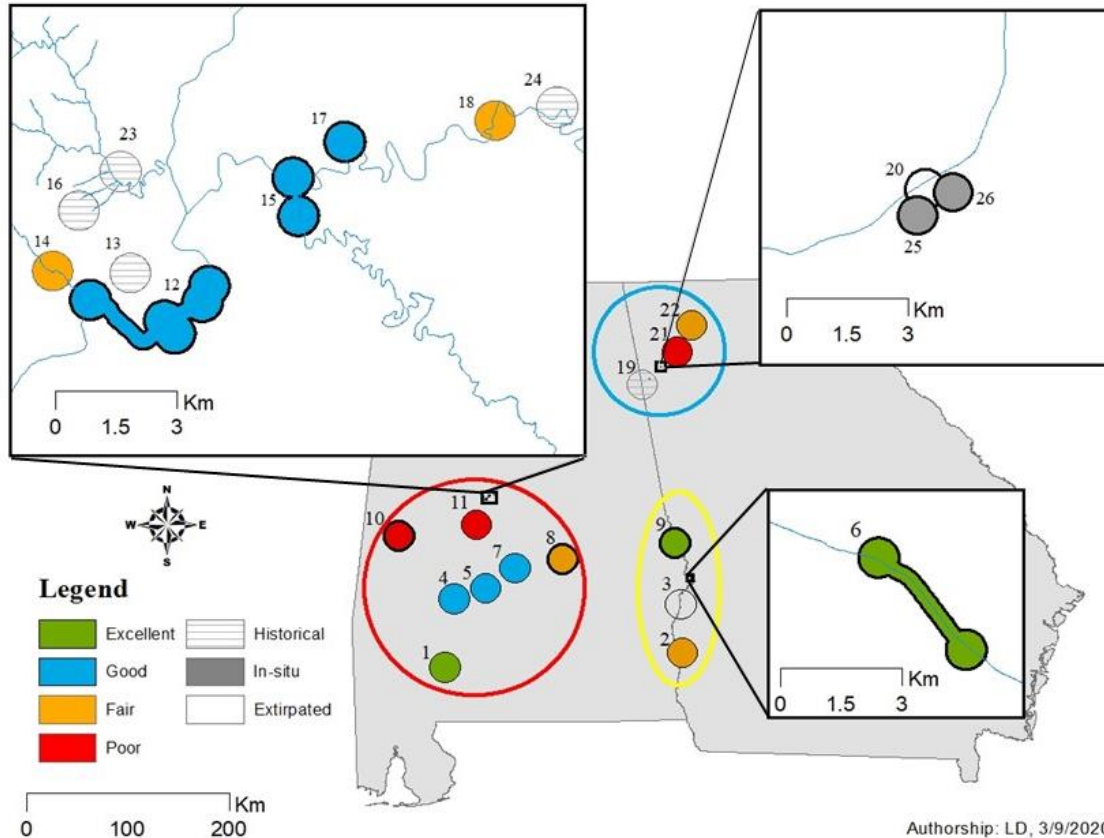 24
18
17
23
16
15
14
13
12
Km
0 1.5 3
20
26
25
Km
0 3
22
21
19
11
10
9
8
7
6
5
4
3
2
1
Km
0 1.5 3
N
W E
S
Legend
Excellent Historical
Good In-situ
Fair Extirpated
Poor
Km
0 100 200
Authorship: LD, 3/9/2020